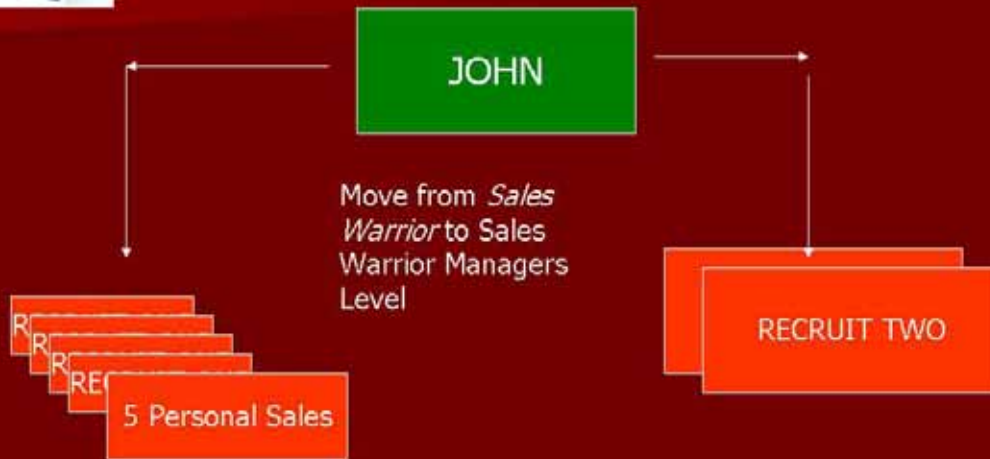 JOHN
Move from Sales
Warrior to Sales
Warrior Managers
Level
RECRUIT TWO
5 Personal Sales